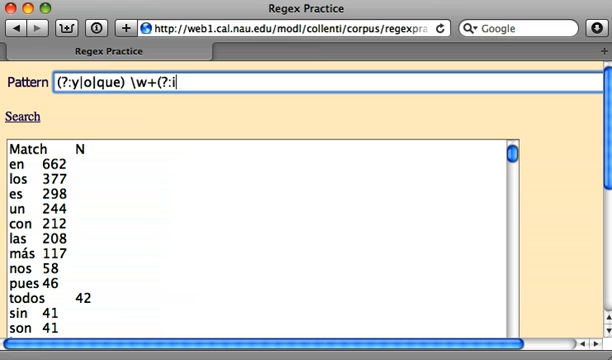 Regex Practice
http://web1.cal.nau.edu/modl/collenti/corpus/regexpra
Google
Regex Practice
Pattern (?:y|o|que) \w+(?:i
Search
Match N
en 662
los 377
es 298
un 244
con 212
las 208
más 117
nos 58
pues 46
todos 42
sin 41
son 41